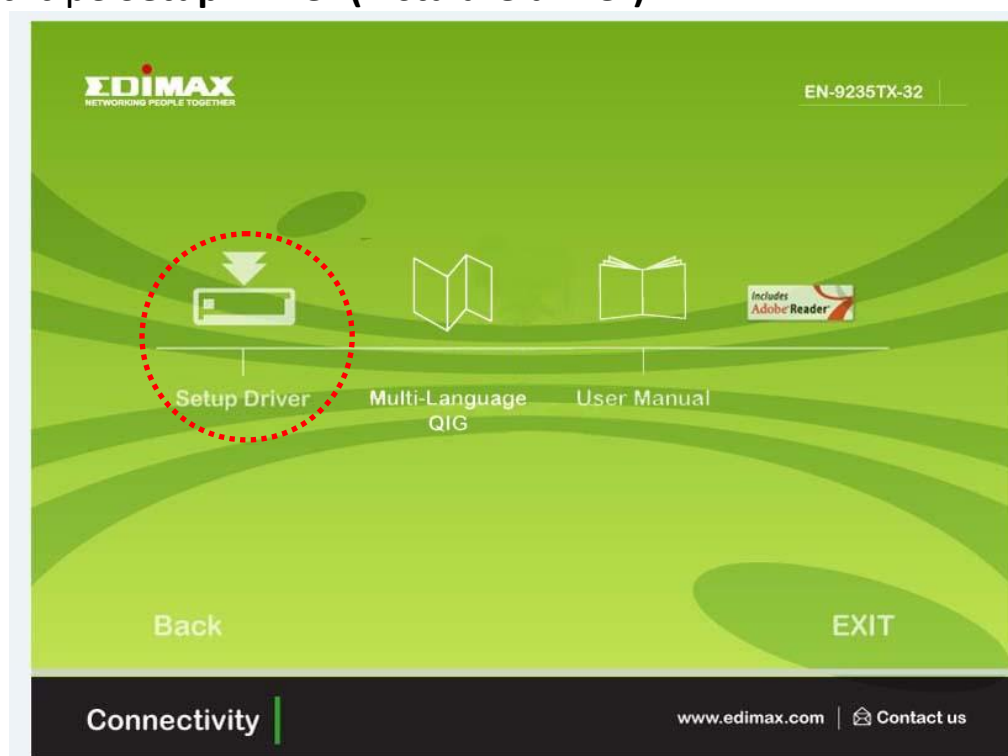 EDIMAX
NETWORKING PEOPLE TOGETHER
EN-9235TX-32
Includes
Adobe Reader
Setup Driver
Multi-Language
QIG
User Manual
Back
EXIT
Connectivity
www.edimax.com | Contact us